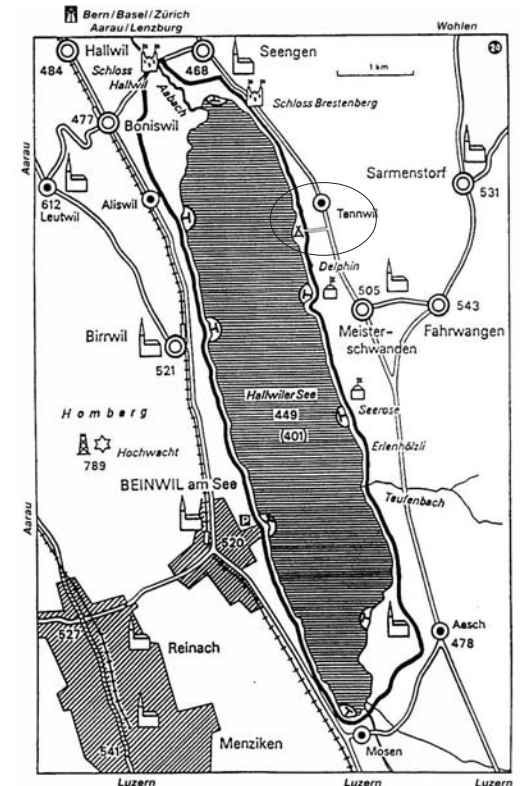 Bern/Basel/Zürich
Aarau/Lenzburg
Wohlen
Hallwil
484
Schloss
Hallwil
Aabach
468
Seengen
1 km
20
Schloss Brestenberg
477
Boniswil
Aarau
Sarmenstorf
531
612
Leutwil
Aliswil
Tennwil
Delphin
505
543
Meister-
schwanden
Fahrwangen
Birrwil
521
Hallwiler See
449
(401)
Seerose
Erlenhölzli
Homberg
789
Hochwacht
BEINWIL am See
P
520
Teufenbach
Aarau
527
Reinach
Aesch
478
541
Menziken
Mosen
Luzern
Luzern
Luzern